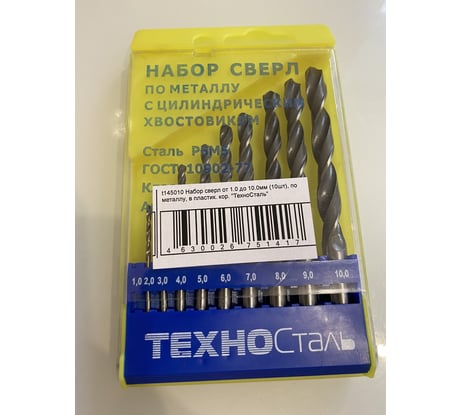 НАБОР СВЕРЛ
ПО МЕТАЛЛУ
С ЦИЛИНДРИЧЕСКИМ
ХВОСТОВИКОМ
Сталь Р6М5
ГОСТ 10902-77
1145010 Набор сверл от 1.0 до 10.0мм (10шт), по
металлу, в пластик. кор. "ТехноСталь"
4 630026 751417
1,0 2,0 3,0 4,0 5,0 6,0 7,0 8,0 9,0 10,0
ТЕХНОСТАЛЬ